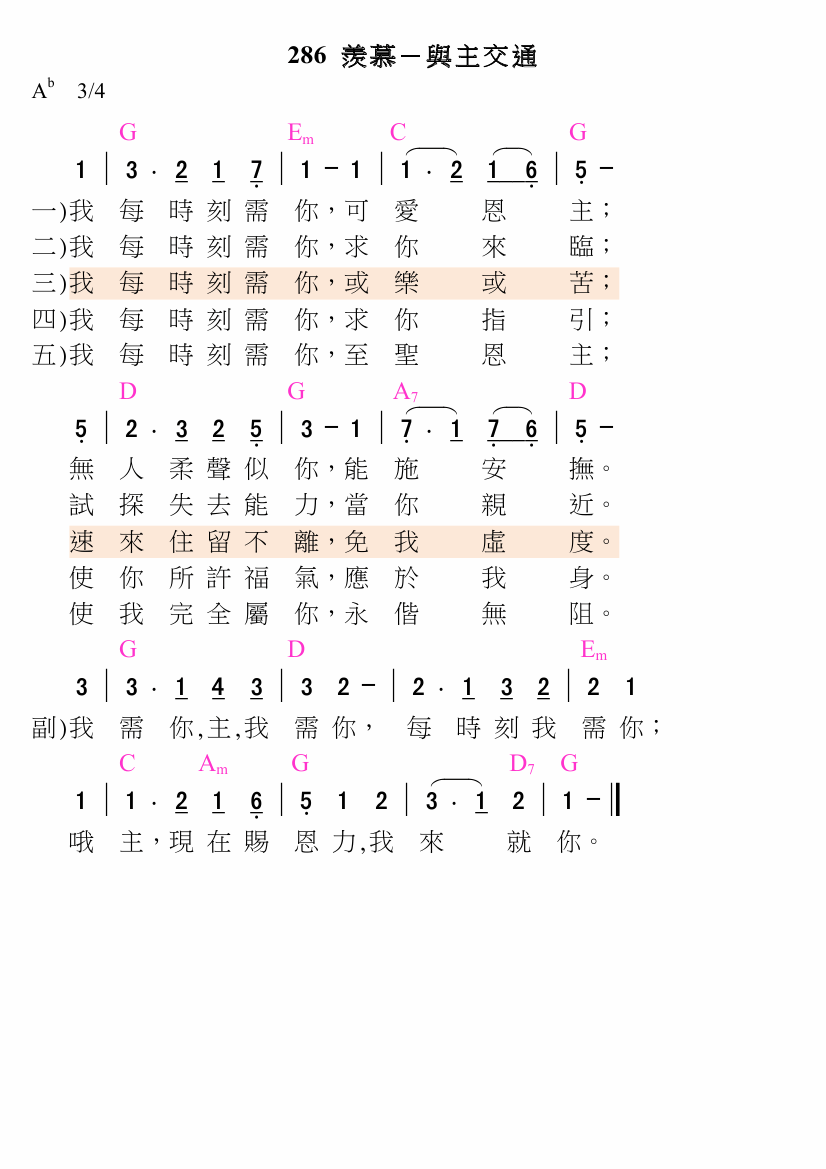 286 羨慕－與主交通
A♭ 3/4
G Em C G
1 | 3 · 2 1 7 | 1 – 1 | 1 · 2 1 6 | 5 –
一)我 每 時 刻 需 你，可 愛 恩 主；
二)我 每 時 刻 需 你，求 你 來 臨；
三)我 每 時 刻 需 你，或 樂 或 苦；
四)我 每 時 刻 需 你，求 你 指 引；
五)我 每 時 刻 需 你，至 聖 恩 主；
D G A7 D
5 | 2 · 3 2 5 | 3 – 1 | 7 · 1 7 6 | 5 –
無 人 柔 聲 似 你，能 施 安 撫。
試 探 失 去 能 力，當 你 親 近。
速 來 住 留 不 離，免 我 虛 度。
使 你 所 許 福 氣，應 於 我 身。
使 我 完 全 屬 你，永 偕 無 阻。
G D Em
3 | 3 · 1 4 3 | 3 2 – | 2 · 1 3 2 | 2 1
副)我 需 你,主,我 需 你， 每 時 刻 我 需 你；
C Am G D7 G
1 | 1 · 2 1 6 | 5 1 2 | 3 · 1 2 | 1 – ‖
哦 主，現 在 賜 恩 力,我 來 就 你。